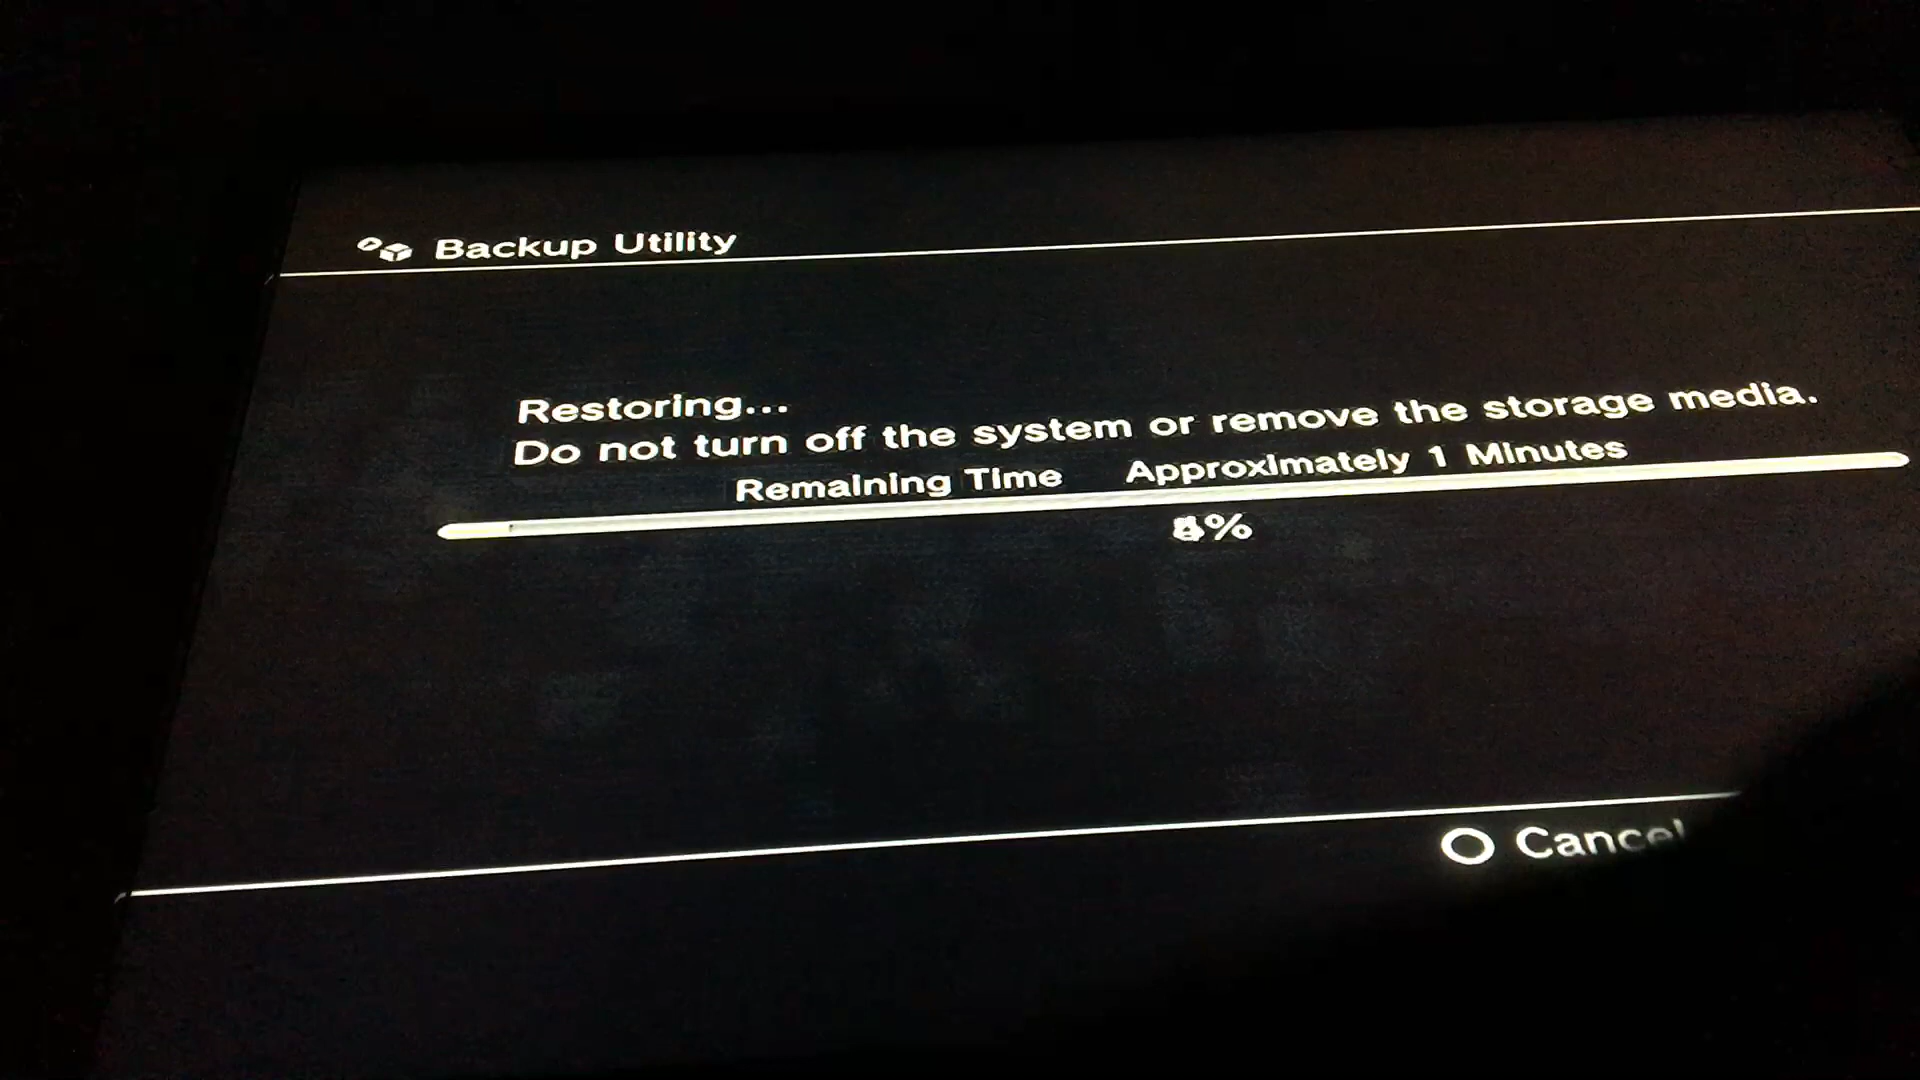 Backup Utility
Restoring...
Do not turn off the system or remove the storage media.
Remaining Time Approximately 1 Minutes
%
Cancel